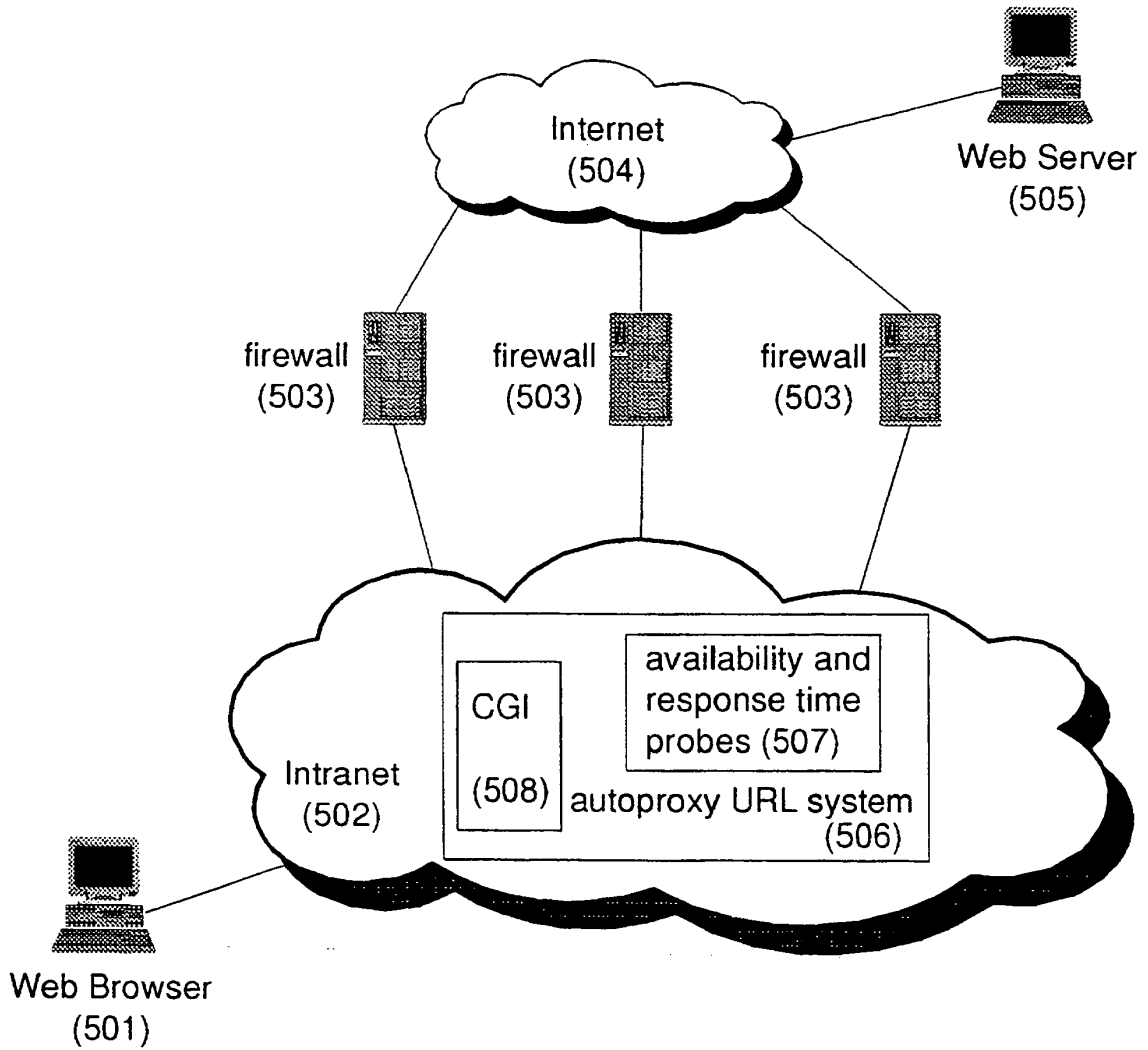 Internet
(504)
Web Server
(505)
firewall
(503)
firewall
(503)
firewall
(503)
availability and
response time
probes (507)
CGI
(508)
autoproxy URL system
(506)
Intranet
(502)
Web Browser
(501)